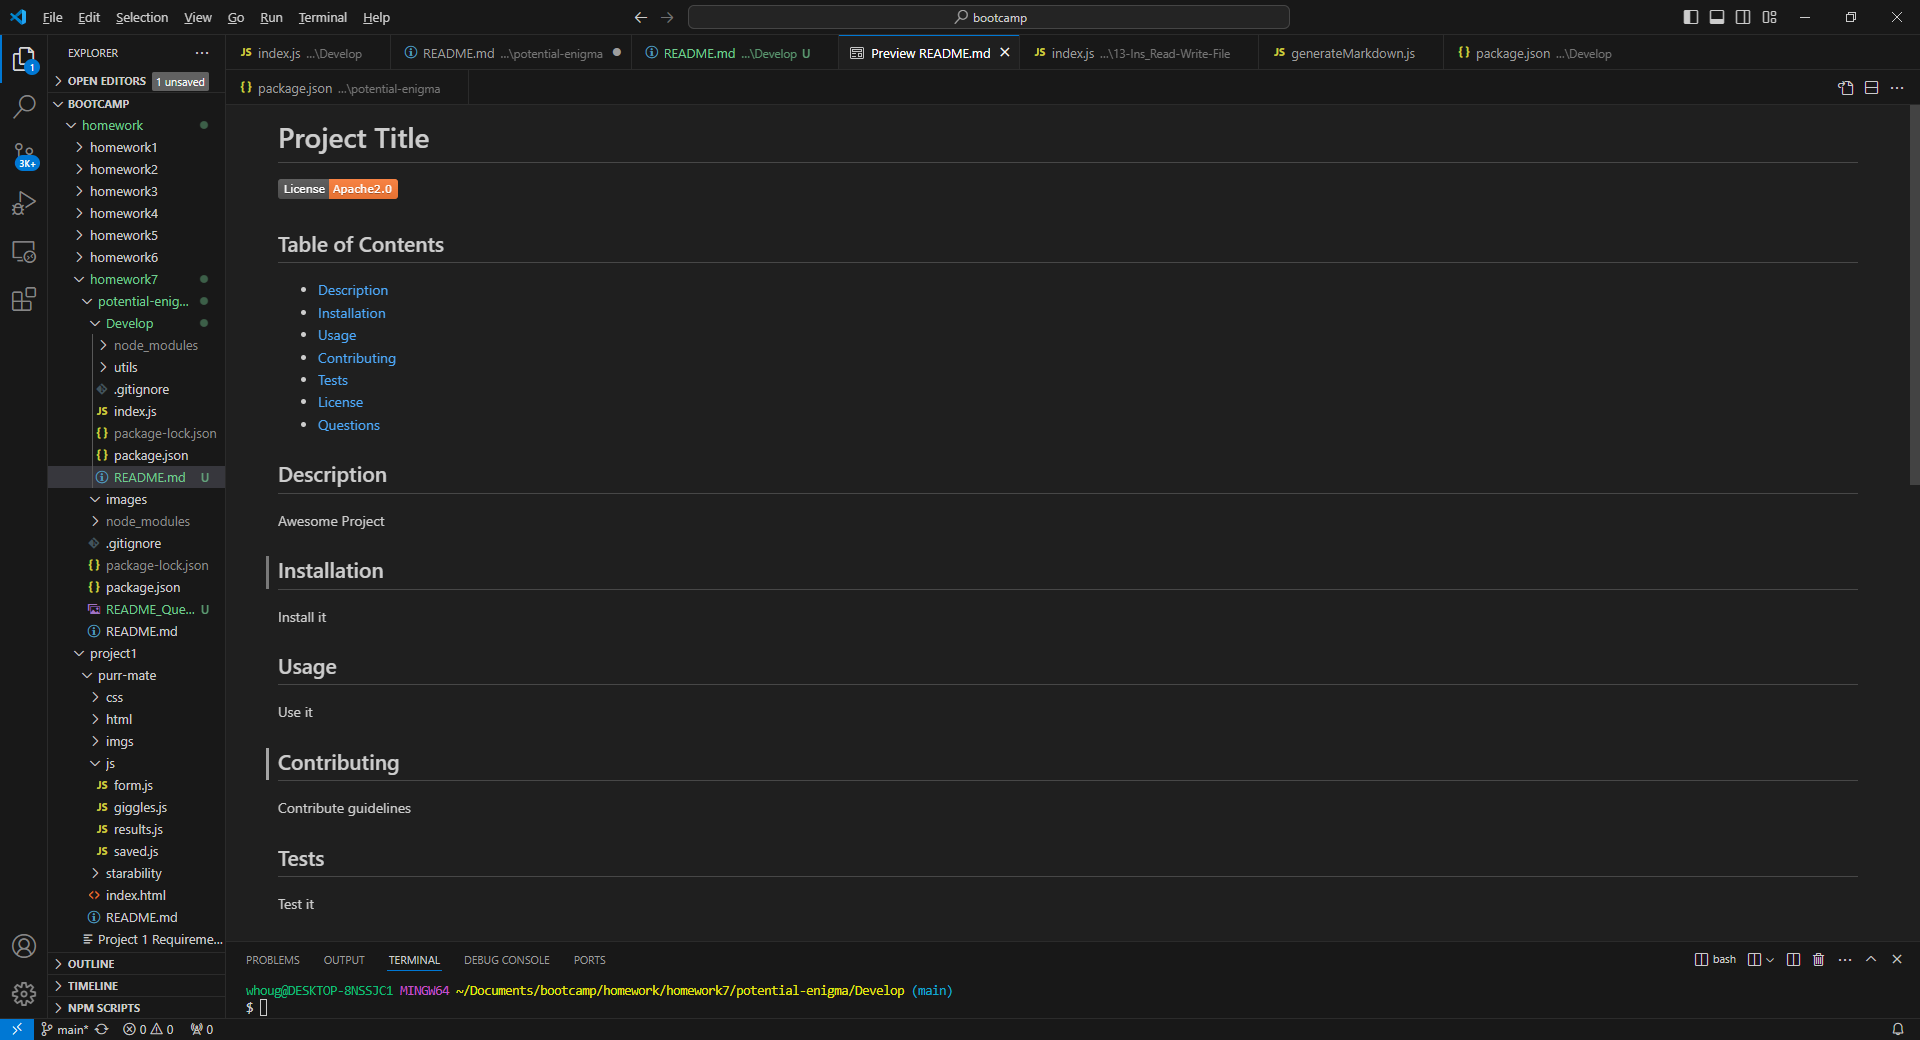 File Edit Selection View Go Run Terminal Help
bootcamp
EXPLORER
index.js ...\Develop
README.md ...\potential-enigma
README.md ...\Develop U
Preview README.md
index.js ...\13-Ins_Read-Write-File
generateMarkdown.js
package.json ...\Develop
package.json ...\potential-enigma
1
OPEN EDITORS 1 unsaved
BOOTCAMP
homework
homework1
homework2
homework3
homework4
homework5
homework6
homework7
potential-enig...
Develop
node_modules
utils
.gitignore
index.js
package-lock.json
package.json
README.md U
images
node_modules
.gitignore
package-lock.json
package.json
README_Que... U
README.md
project1
purr-mate
css
html
imgs
js
form.js
giggles.js
results.js
saved.js
starability
index.html
README.md
Project 1 Requireme...
OUTLINE
TIMELINE
NPM SCRIPTS
3K+
Project Title
License Apache2.0
Table of Contents
Description
Installation
Usage
Contributing
Tests
License
Questions
Description
Awesome Project
Installation
Install it
Usage
Use it
Contributing
Contribute guidelines
Tests
Test it
PROBLEMS OUTPUT TERMINAL DEBUG CONSOLE PORTS
bash
whoug@DESKTOP-8NSSJC1 MINGW64 ~/Documents/bootcamp/homework/homework7/potential-enigma/Develop (main)
$
main* 0 0 0